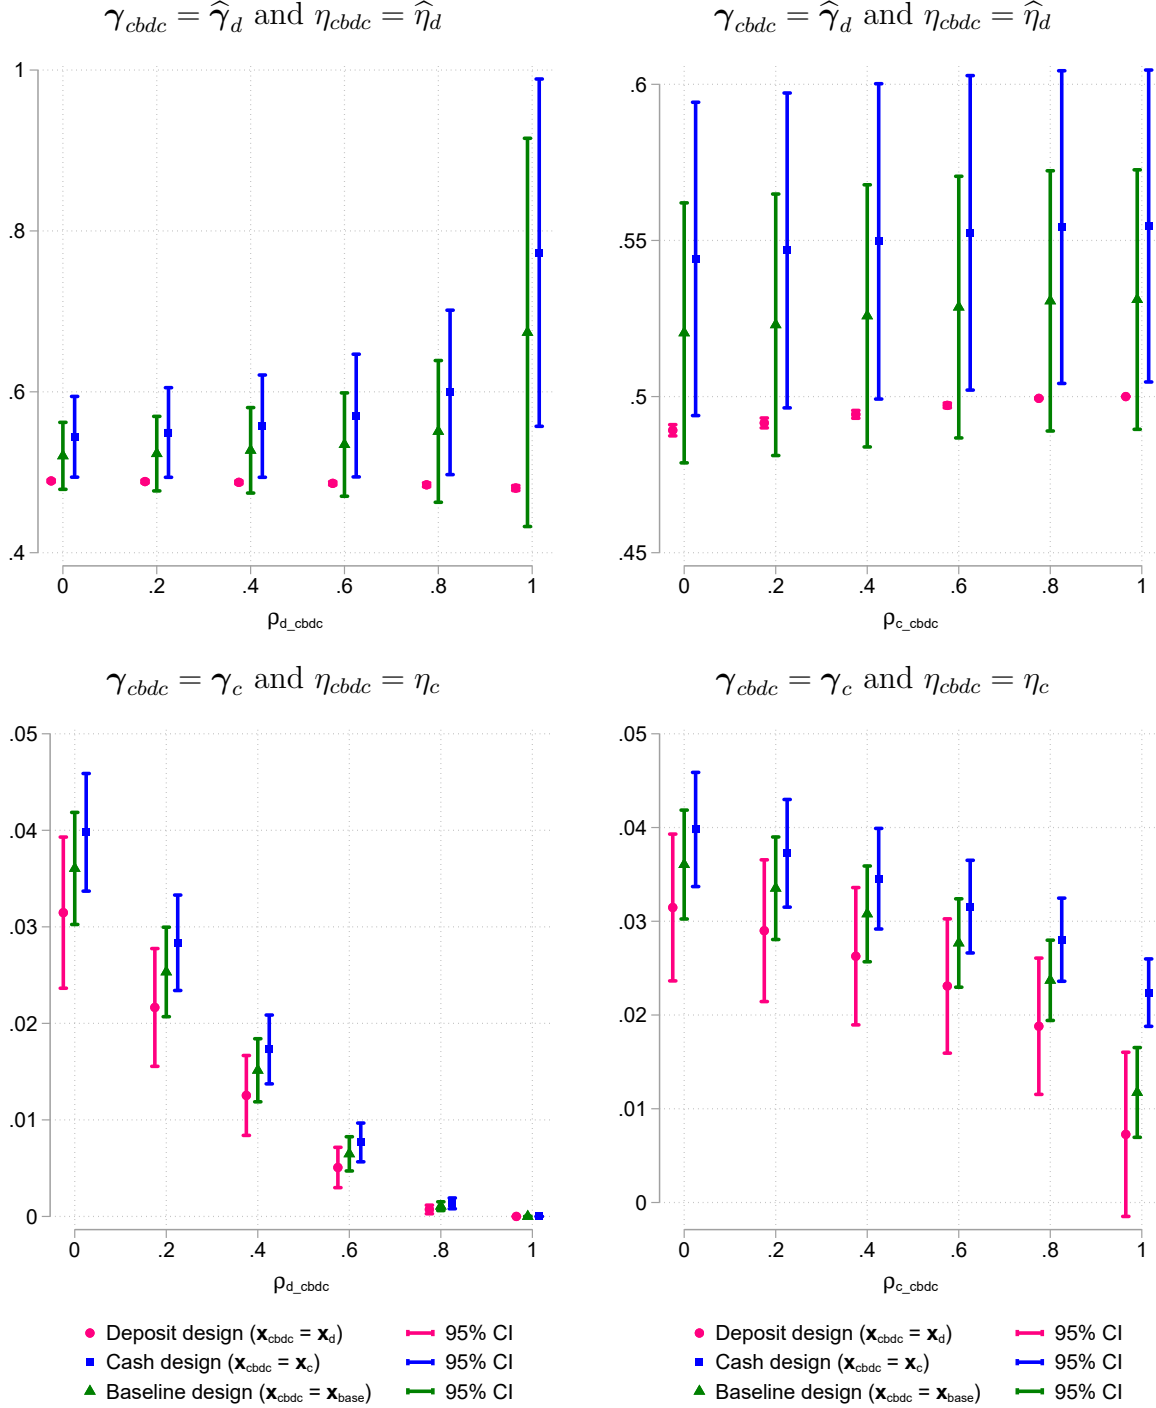 γcbdc = γ̂d and ηcbdc = η̂d
1
.8
.6
.4
0 .2 .4 .6 .8 1
ρd_cbdc
γcbdc = γ̂d and ηcbdc = η̂d
.6
.55
.5
.45
0 .2 .4 .6 .8 1
ρc_cbdc
γcbdc = γc and ηcbdc = ηc
.05
.04
.03
.02
.01
0
0 .2 .4 .6 .8 1
ρd_cbdc
γcbdc = γc and ηcbdc = ηc
.05
.04
.03
.02
.01
0
0 .2 .4 .6 .8 1
ρc_cbdc
Deposit design (xcbdc = xd) 95% CI
Cash design (xcbdc = xc) 95% CI
Baseline design (xcbdc = xbase) 95% CI
Deposit design (xcbdc = xd) 95% CI
Cash design (xcbdc = xc) 95% CI
Baseline design (xcbdc = xbase) 95% CI